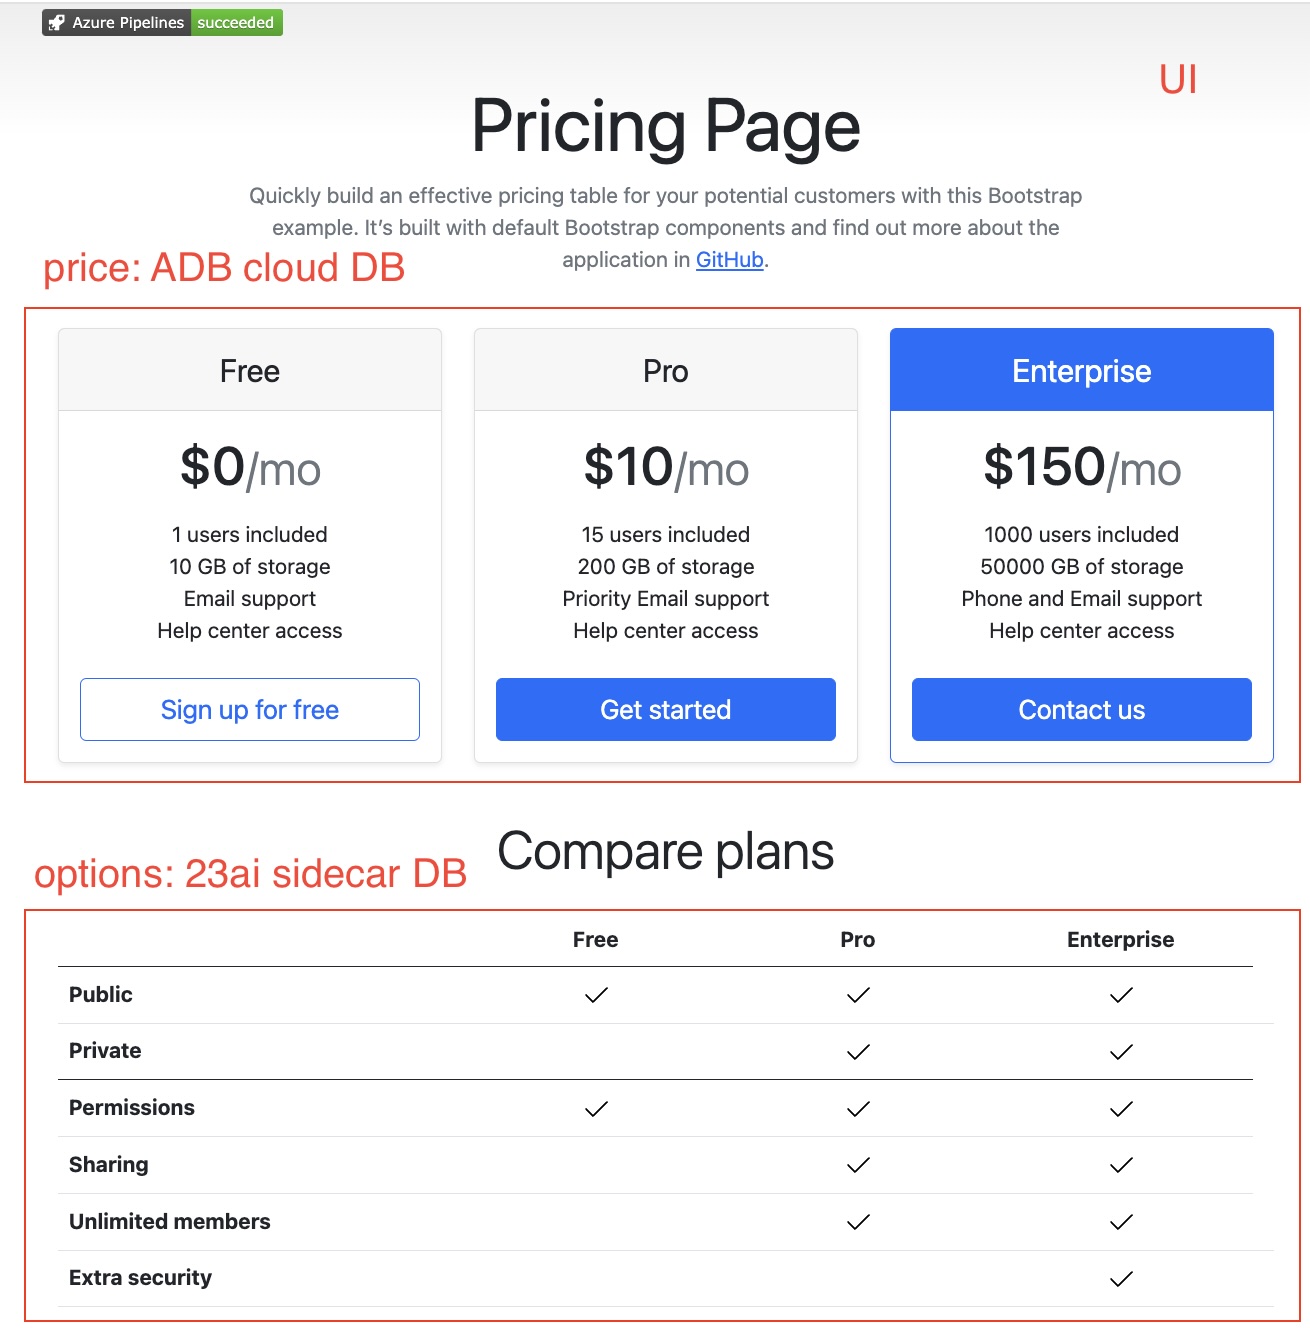 Azure Pipelines succeeded
UI
Pricing Page
Quickly build an effective pricing table for your potential customers with this Bootstrap
example. It’s built with default Bootstrap components and find out more about the
application in GitHub.
price: ADB cloud DB
Free
$0/mo
1 users included
10 GB of storage
Email support
Help center access
Sign up for free
Pro
$10/mo
15 users included
200 GB of storage
Priority Email support
Help center access
Get started
Enterprise
$150/mo
1000 users included
50000 GB of storage
Phone and Email support
Help center access
Contact us
Compare plans
options: 23ai sidecar DB
Free Pro Enterprise
Public ✓ ✓ ✓
Private ✓ ✓
Permissions ✓ ✓ ✓
Sharing ✓ ✓
Unlimited members ✓ ✓
Extra security ✓